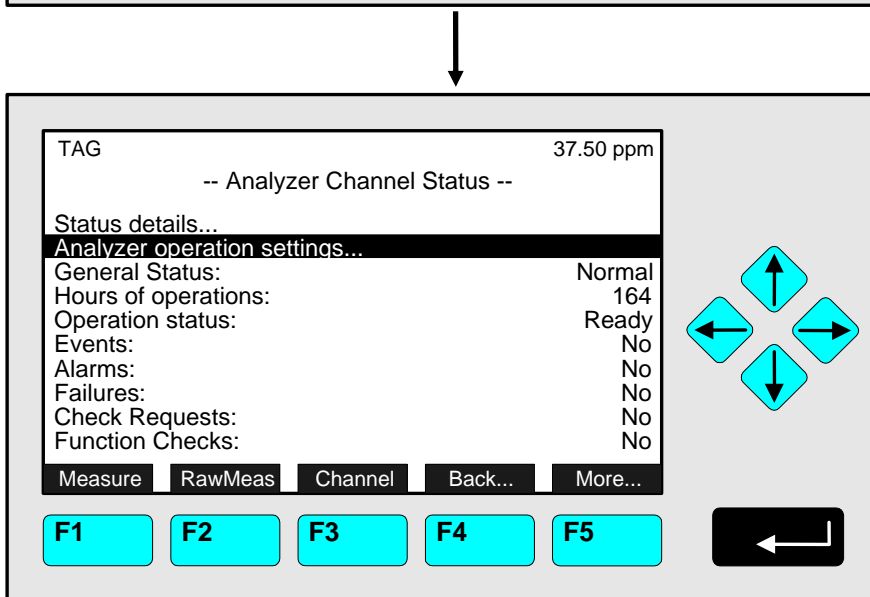 TAG 37.50 ppm
-- Analyzer Channel Status --
Status details...
Analyzer operation settings...
General Status: Normal
Hours of operations: 164
Operation status: Ready
Events: No
Alarms: No
Failures: No
Check Requests: No
Function Checks: No
Measure RawMeas Channel Back... More...
F1 F2 F3 F4 F5